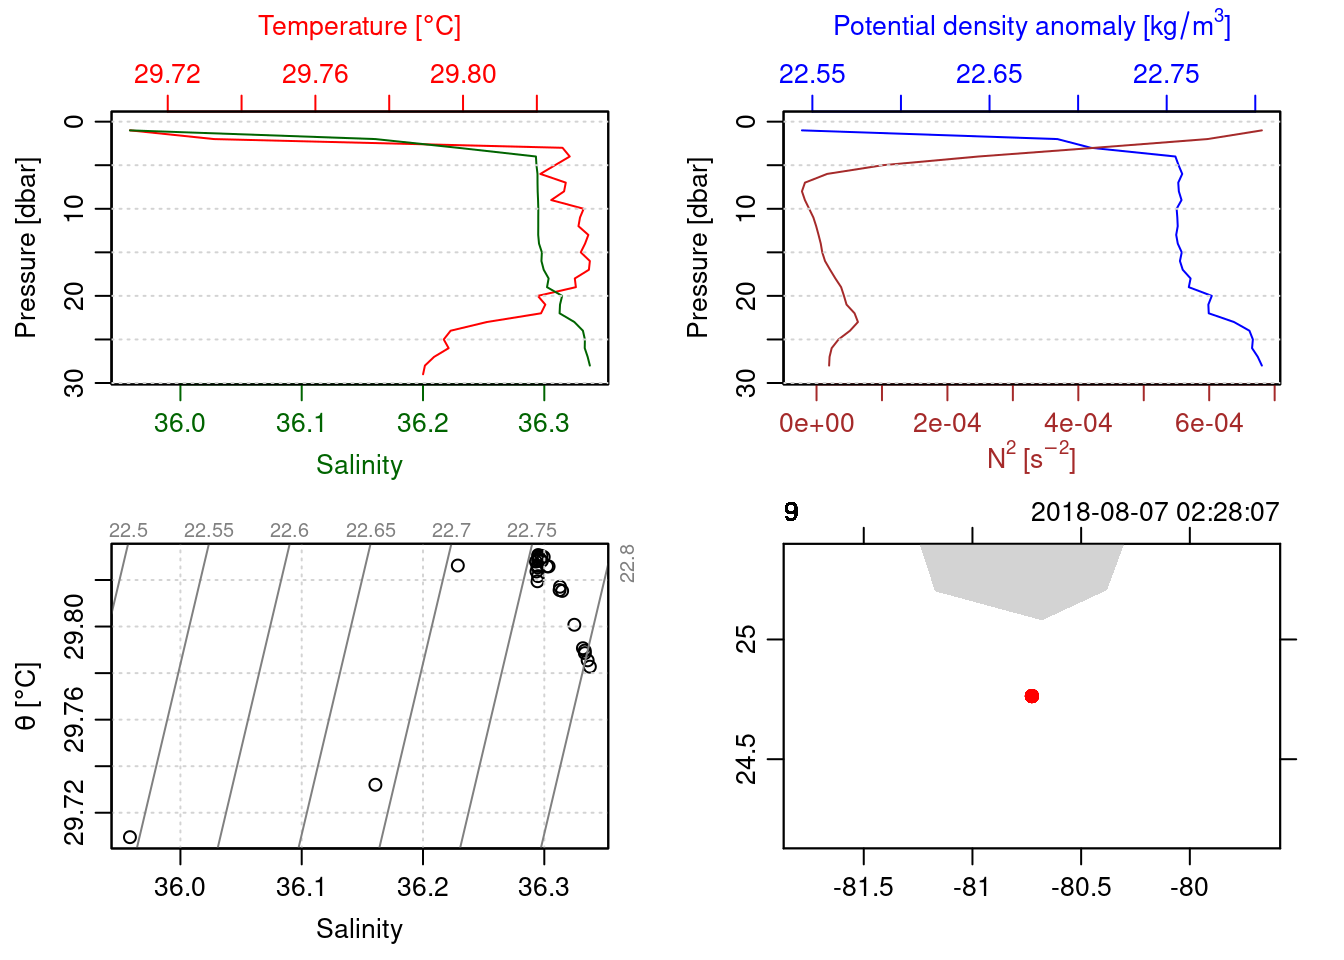 Temperature [°C]
29.72 29.76 29.80
0
10
20
30
Pressure [dbar]
36.0 36.1 36.2 36.3
Salinity
Potential density anomaly [kg/m³]
22.55 22.65 22.75
0
10
20
30
Pressure [dbar]
0e+00 2e-04 4e-04 6e-04
N² [s⁻²]
22.5 22.55 22.6 22.65 22.7 22.75
22.8
29.80
29.76
29.72
θ [°C]
36.0 36.1 36.2 36.3
Salinity
2018-08-07 02:28:07
25
24.5
-81.5 -81 -80.5 -80